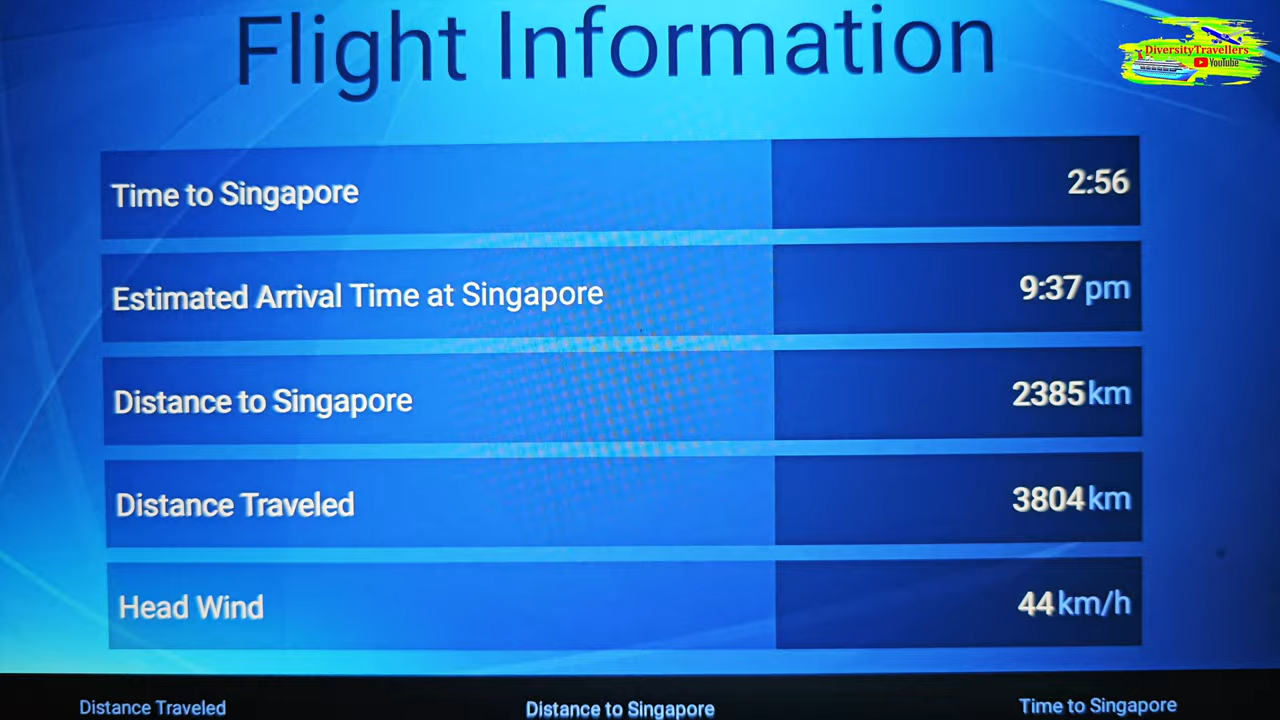 Flight Information
DiversityTravellers
YouTube
Time to Singapore 2:56
Estimated Arrival Time at Singapore 9:37 pm
Distance to Singapore 2385 km
Distance Traveled 3804 km
Head Wind 44 km/h
Distance Traveled Distance to Singapore Time to Singapore